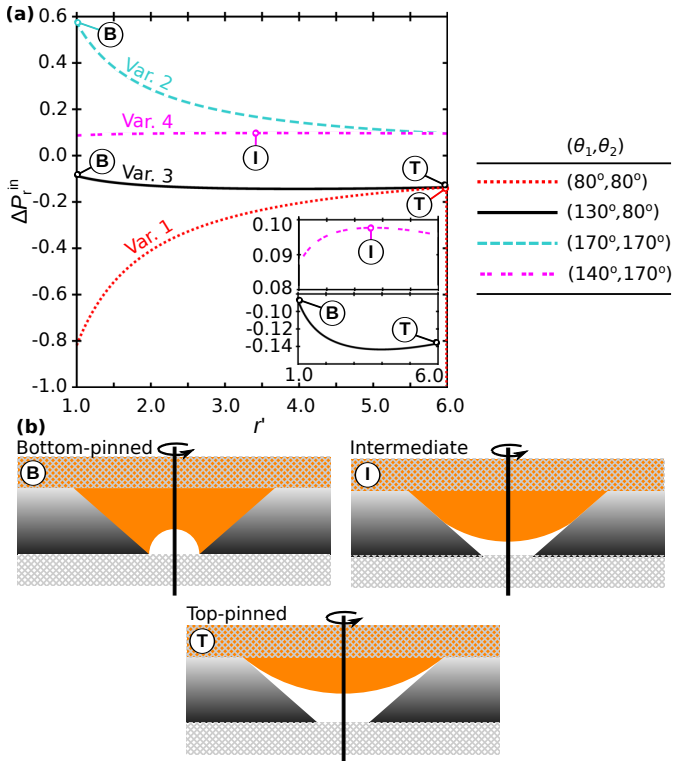 (a)
0.6
0.4
0.2
0.0
-0.2
-0.4
-0.6
-0.8
-1.0
ΔP_r^in
B
Var. 2
Var. 4
I
B
Var. 3
T
T
Var. 1
0.10
0.09
0.08
I
-0.10
-0.12
-0.14
B
T
1.0 6.0
1.0 2.0 3.0 4.0 5.0 6.0
r'
(θ₁,θ₂)
(80°,80°)
(130°,80°)
(170°,170°)
(140°,170°)
(b)
Bottom-pinned
B
Intermediate
I
Top-pinned
T